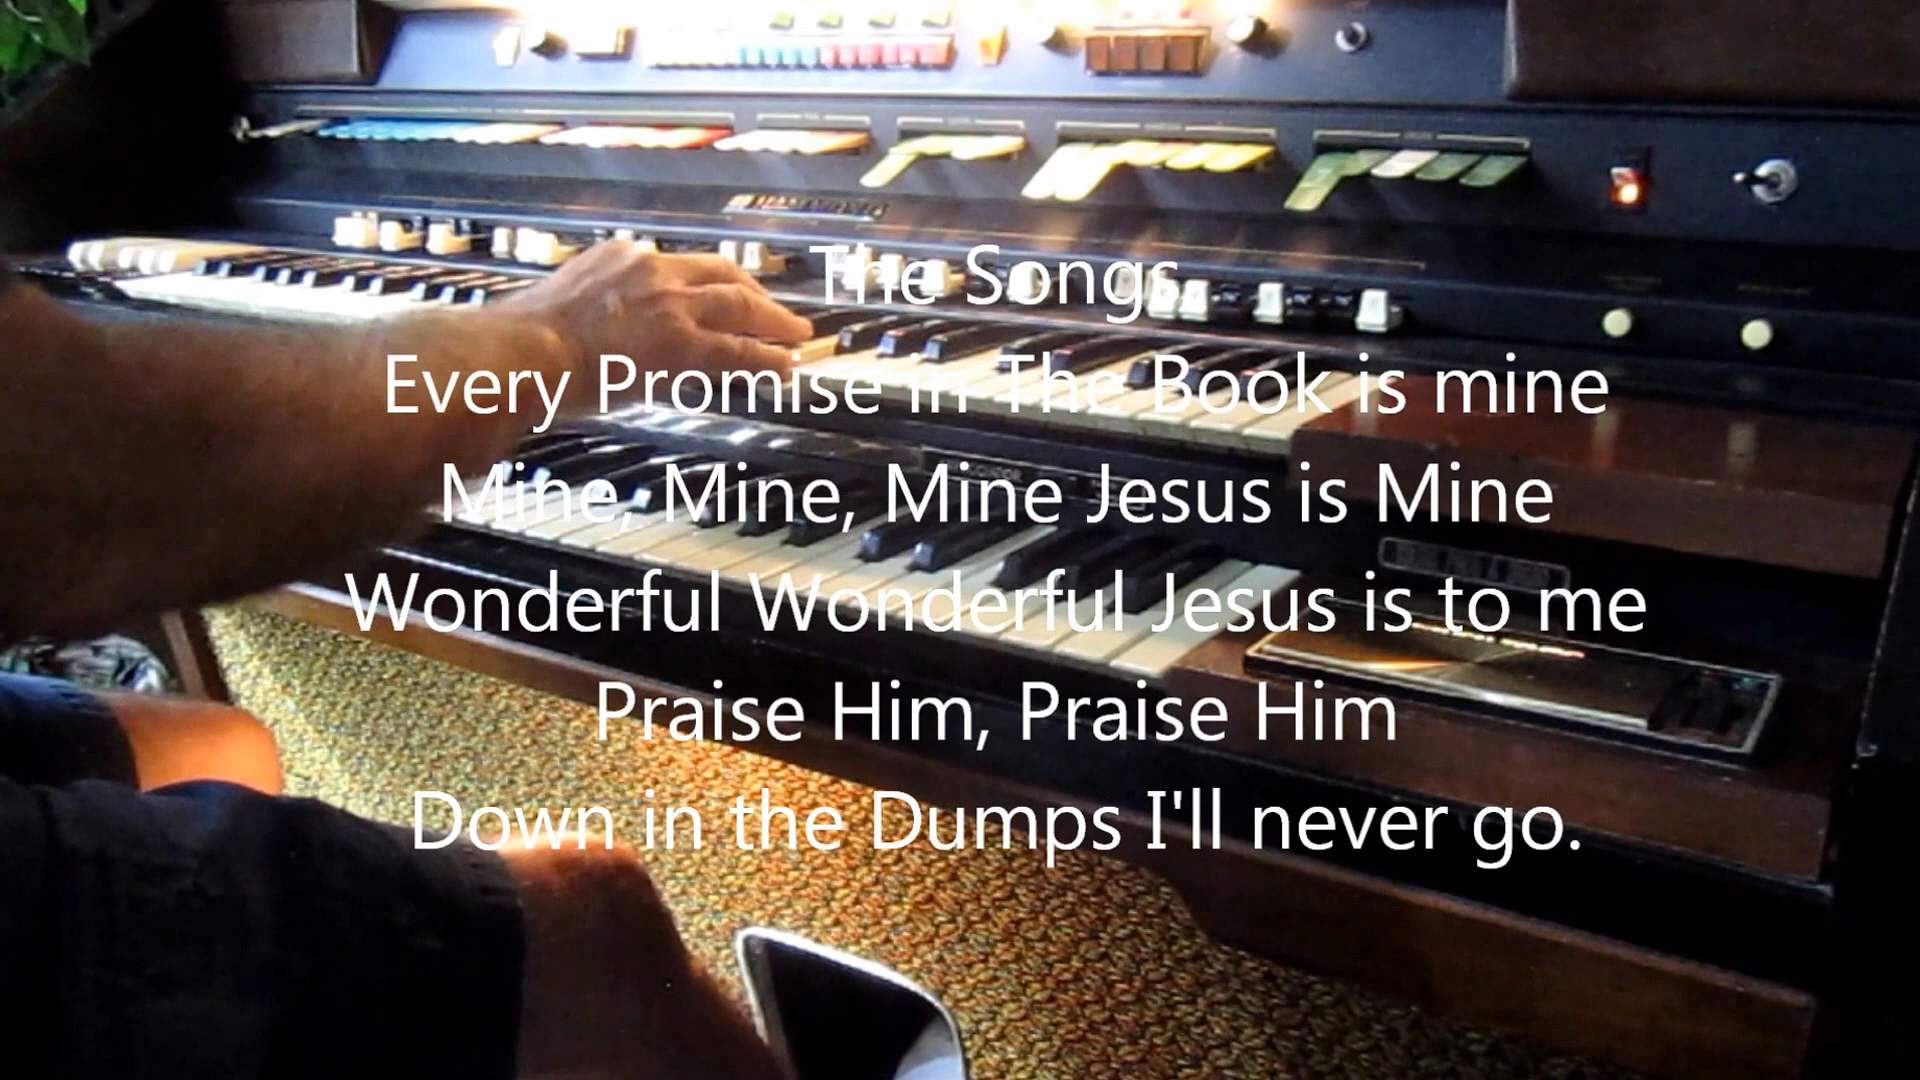 The Songs
Every Promise in The Book is mine
Mine, Mine, Mine Jesus is Mine
Wonderful Wonderful Jesus is to me
Praise Him, Praise Him
Down in the Dumps I'll never go.